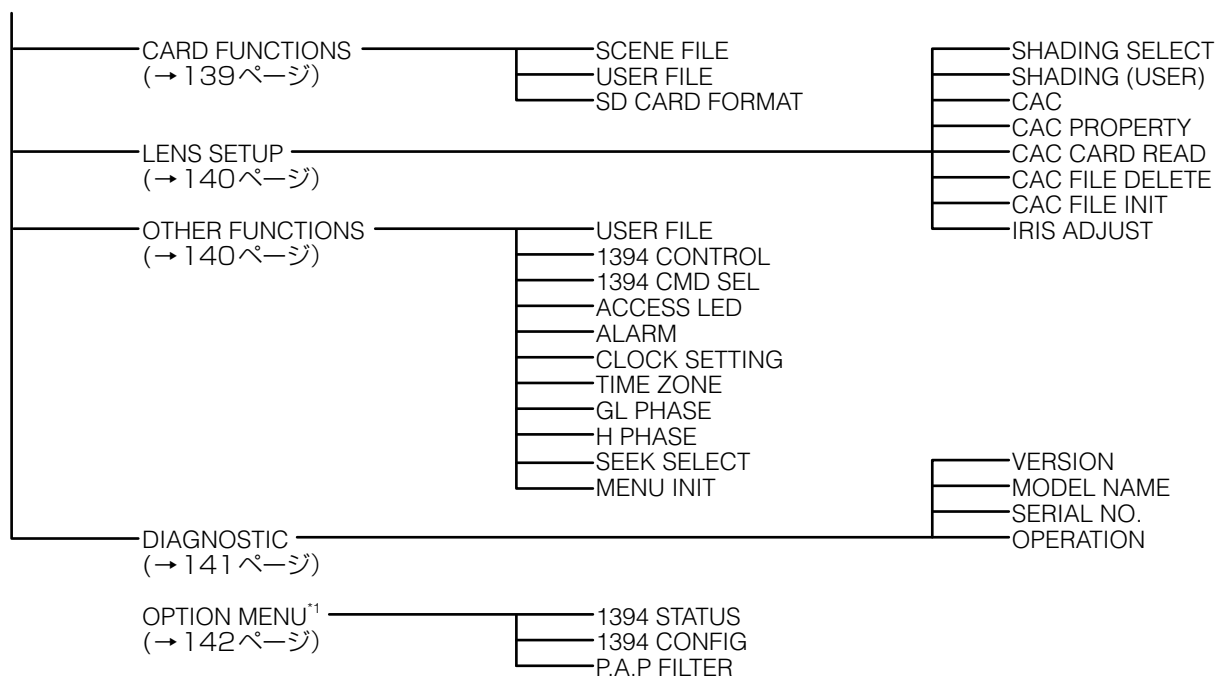 CARD FUNCTIONS
(→139ページ)
SCENE FILE
USER FILE
SD CARD FORMAT
LENS SETUP
(→140ページ)
SHADING SELECT
SHADING (USER)
CAC
CAC PROPERTY
CAC CARD READ
CAC FILE DELETE
CAC FILE INIT
IRIS ADJUST
OTHER FUNCTIONS
(→140ページ)
USER FILE
1394 CONTROL
1394 CMD SEL
ACCESS LED
ALARM
CLOCK SETTING
TIME ZONE
GL PHASE
H PHASE
SEEK SELECT
MENU INIT
DIAGNOSTIC
(→141ページ)
VERSION
MODEL NAME
SERIAL NO.
OPERATION
OPTION MENU*1
(→142ページ)
1394 STATUS
1394 CONFIG
P.A.P FILTER